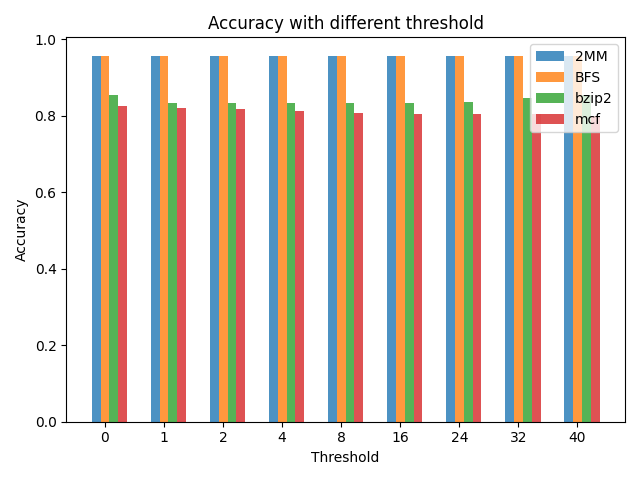 Accuracy with different threshold
1.0
0.8
0.6
0.4
0.2
0.0
Accuracy
2MM
BFS
bzip2
mcf
0 1 2 4 8 16 24 32 40
Threshold